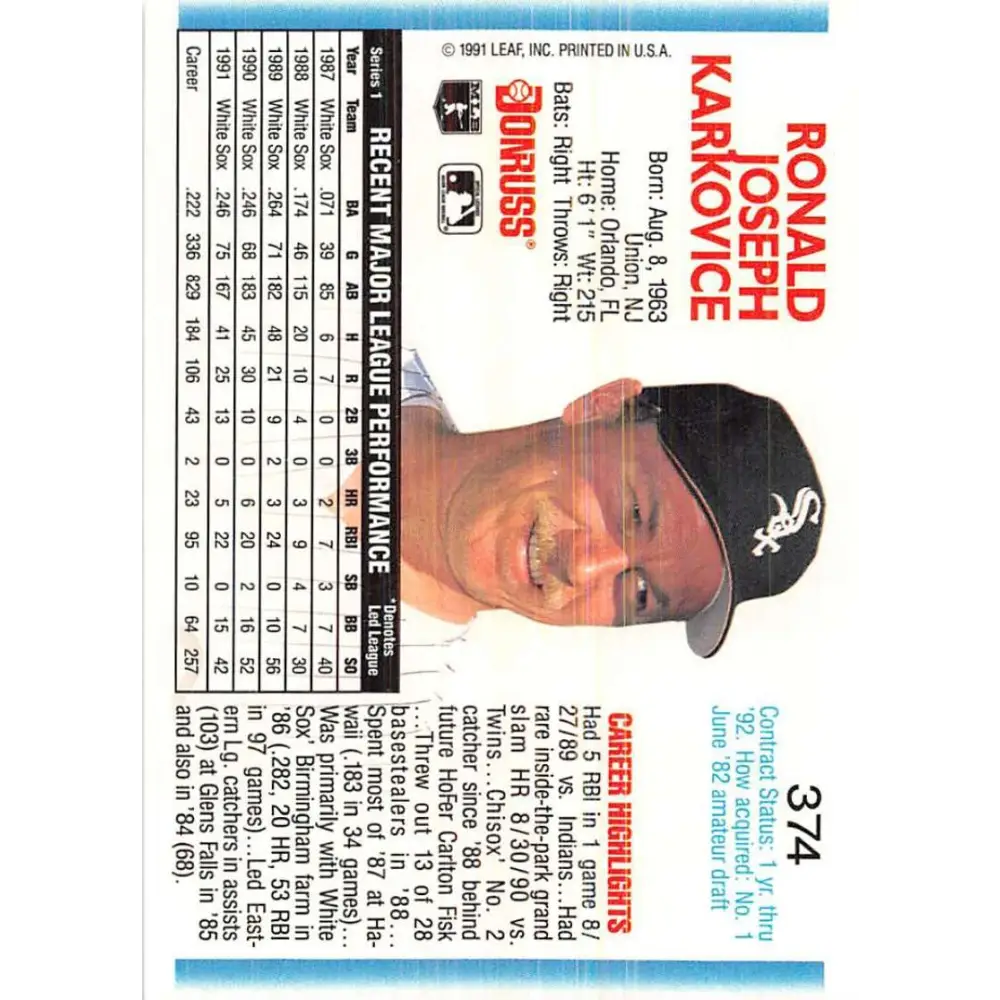 RONALD
JOSEPH
KARKOVICE
Born: Aug. 8, 1963
Union, NJ
Home: Orlando, FL
Ht: 6' 1" Wt: 215
Bats: Right Throws: Right
DONRUSS®
MLB
© 1991 LEAF, INC. PRINTED IN U.S.A.
Sox
374
Contract Status: 1 yr. thru
'92. How acquired: No. 1
June '82 amateur draft
CAREER HIGHLIGHTS
Had 5 RBI in 1 game 8/
27/89 vs. Indians...Had
rare inside-the-park grand
slam HR 8/30/90 vs.
Twins...Chisox' No. 2
catcher since '88 behind
future HoFer Carlton Fisk
...Threw out 13 of 28
basestealers in '88...
Spent most of '87 at Ha-
waii (.183 in 34 games)...
Was primarily with White
Sox' Birmingham farm in
'86 (.282, 20 HR, 53 RBI
in 97 games)...Led East-
ern Lg. catchers in assists
(103) at Glens Falls in '85
and also in '84 (68).
Series 1 RECENT MAJOR LEAGUE PERFORMANCE *Denotes Led League
Year Team BA G AB H R 2B 3B HR RBI SB BB SO
1987 White Sox .071 39 85 6 7 0 0 2 7 3 7 40
1988 White Sox .174 46 115 20 10 4 0 3 9 4 7 30
1989 White Sox .264 71 182 48 21 9 2 3 24 0 10 56
1990 White Sox .246 68 183 45 30 10 0 6 20 2 16 52
1991 White Sox .246 75 167 41 25 13 0 5 22 0 15 42
Career .222 336 829 184 106 43 2 23 95 10 64 257